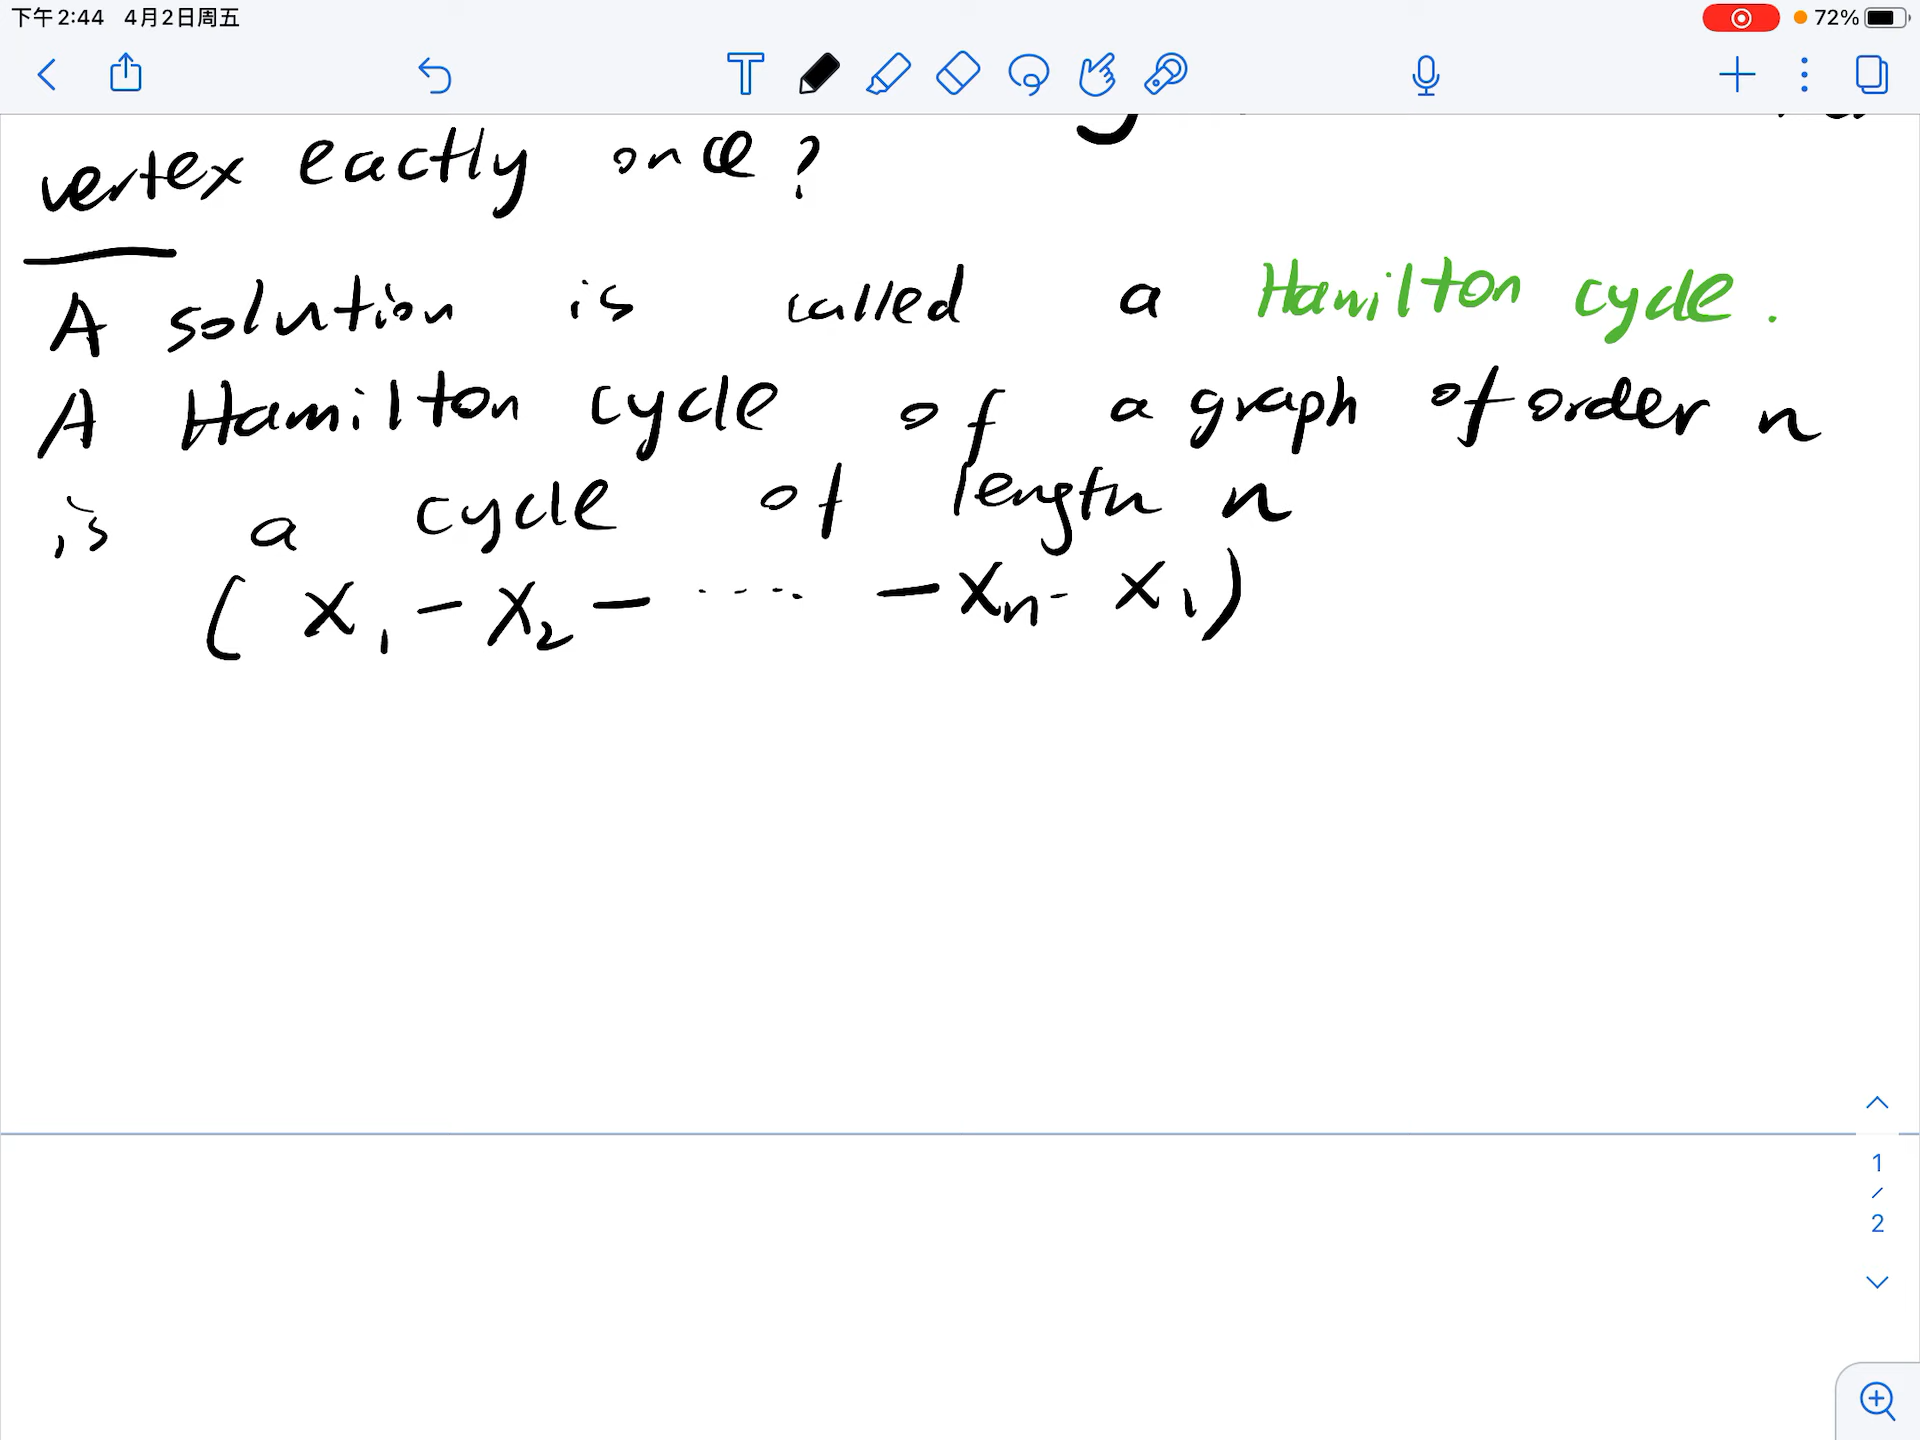 下午2:44 4月2日周五
72%
T
vertex eactly once?
A solution is called a Hamilton cycle.
A Hamilton cycle of a graph of order n
is a cycle of length n
( x₁ - x₂ - ..... - xₙ - x₁)
1
/
2